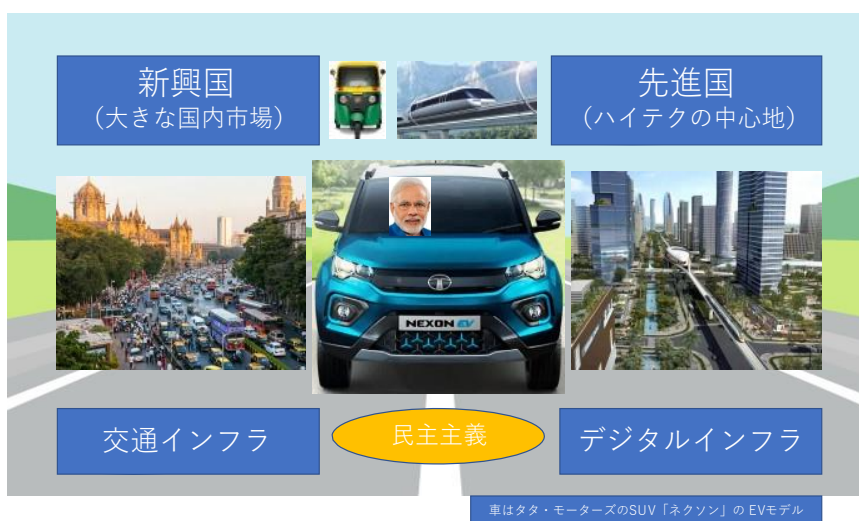 新興国
（大きな国内市場）
先進国
（ハイテクの中心地）
NEXON EV
交通インフラ
民主主義
デジタルインフラ
車はタタ・モーターズのSUV「ネクソン」の EVモデル